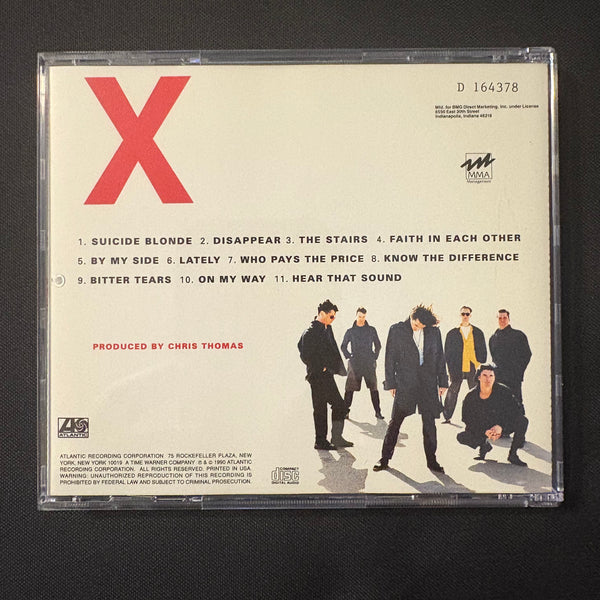 X
D 164378
Mfd. for BMG Direct Marketing, Inc. under License
6550 East 30th Street
Indianapolis, Indiana 46219
MMA
Management
1. SUICIDE BLONDE 2. DISAPPEAR 3. THE STAIRS 4. FAITH IN EACH OTHER
5. BY MY SIDE 6. LATELY 7. WHO PAYS THE PRICE 8. KNOW THE DIFFERENCE
9. BITTER TEARS 10. ON MY WAY 11. HEAR THAT SOUND
PRODUCED BY CHRIS THOMAS
ATLANTIC
ATLANTIC RECORDING CORPORATION 75 ROCKEFELLER PLAZA, NEW
YORK, NEW YORK 10019 A TIME WARNER COMPANY ℗ & © 1990 ATLANTIC
RECORDING CORPORATION. ALL RIGHTS RESERVED. PRINTED IN USA.
WARNING: UNAUTHORIZED REPRODUCTION OF THIS RECORDING IS
PROHIBITED BY FEDERAL LAW AND SUBJECT TO CRIMINAL PROSECUTION.
COMPACT
disc
DIGITAL AUDIO